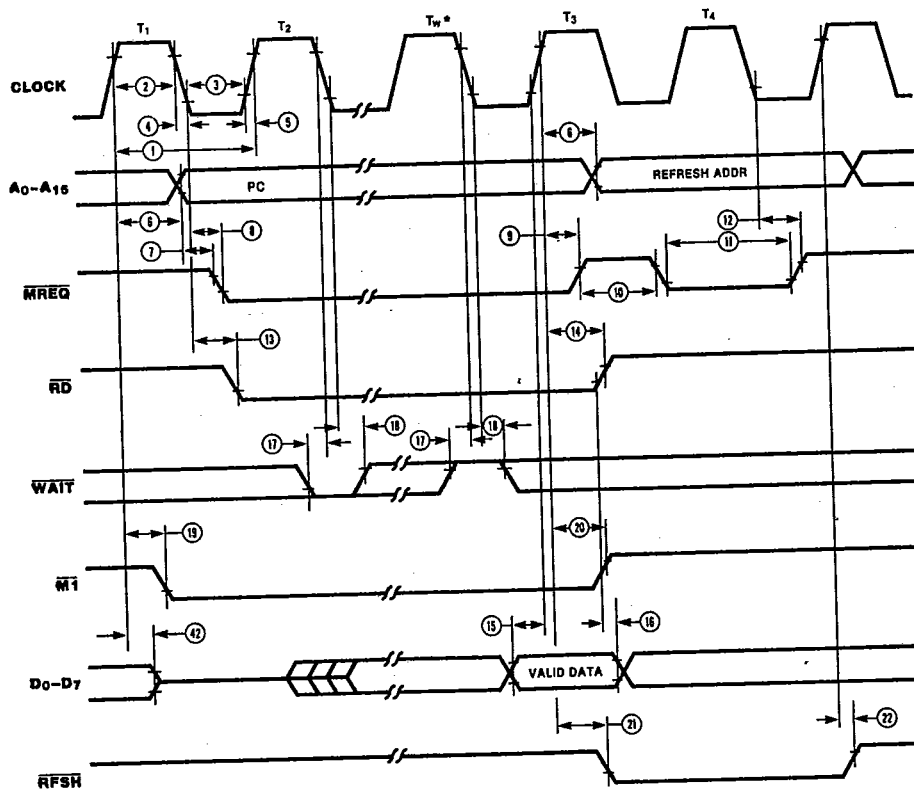 T1 T2 Tw* T3 T4
CLOCK
2 3
4 5
1 6
A0–A15 PC REFRESH ADDR
6 8 12
7 9 11
MREQ 10
13 14
RD
17 18 17 18
WAIT
19 20
M1
42 15 16
D0–D7 VALID DATA
21 22
RFSH